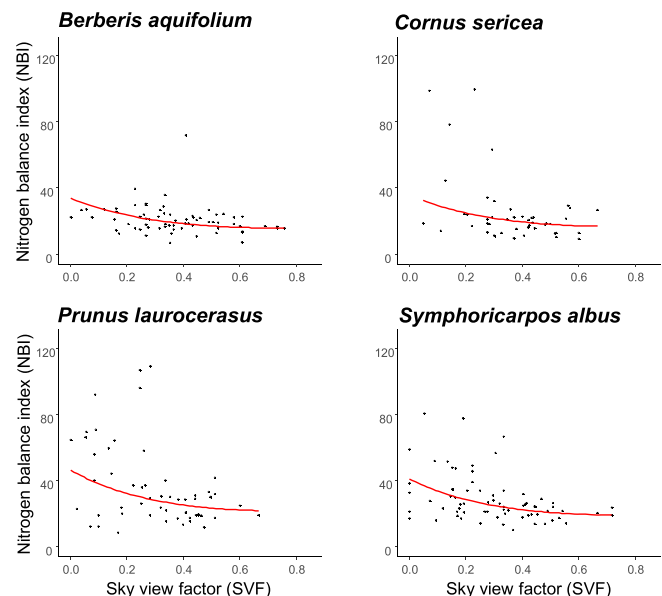 Berberis aquifolium
Cornus sericea
Nitrogen balance index (NBI)
120
80
40
0
0.0 0.2 0.4 0.6 0.8
120
80
40
0
0.0 0.2 0.4 0.6 0.8
Prunus laurocerasus
Symphoricarpos albus
Nitrogen balance index (NBI)
120
80
40
0
0.0 0.2 0.4 0.6 0.8
Sky view factor (SVF)
120
80
40
0
0.0 0.2 0.4 0.6 0.8
Sky view factor (SVF)